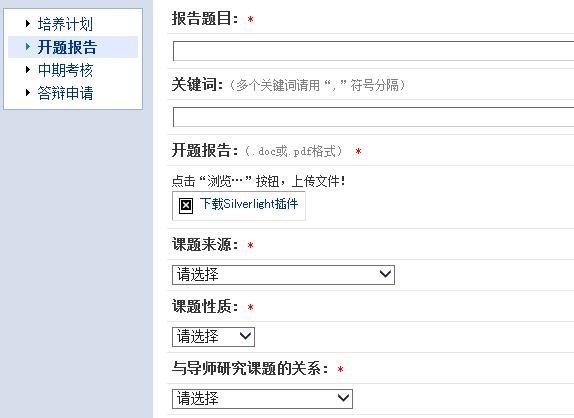 培养计划
开题报告
中期考核
答辩申请
报告题目：*
关键词：（多个关键词请用“,”符号分隔）
开题报告：（.doc或.pdf格式） *
点击“浏览…”按钮，上传文件！
下载Silverlight插件
课题来源：*
请选择
课题性质：*
请选择
与导师研究课题的关系：*
请选择